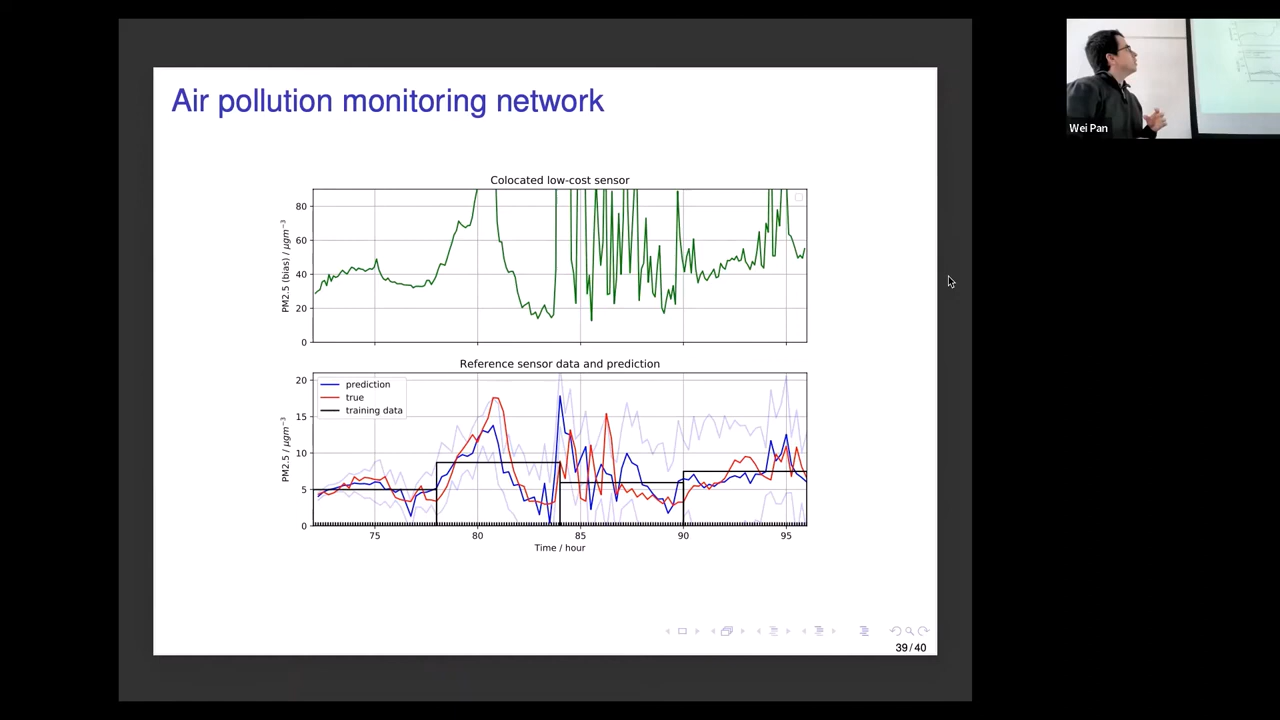 Air pollution monitoring network
Colocated low-cost sensor
PM2.5 (bias) / μgm⁻³
80
60
40
20
0
Reference sensor data and prediction
PM2.5 / μgm⁻³
20
15
10
5
0
prediction
true
training data
75
80
85
90
95
Time / hour
39 / 40
Wei Pan